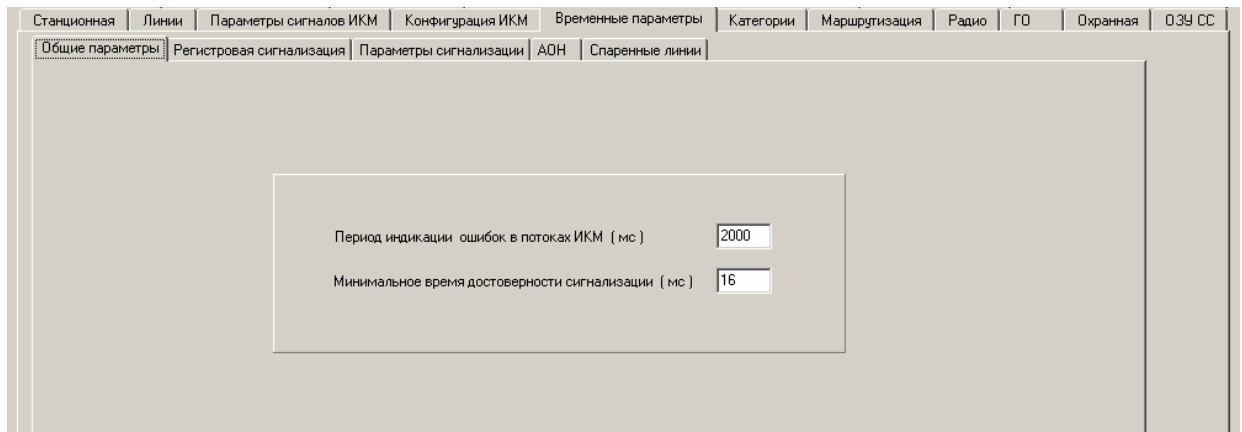 Станционная Линии Параметры сигналов ИКМ Конфигурация ИКМ Временные параметры Категории Маршрутизация Радио ГО Охранная ОЗУ СС
Общие параметры Регистровая сигнализация Параметры сигнализации АОН Спаренные линии
Период индикации ошибок в потоках ИКМ ( мс ) 2000
Минимальное время достоверности сигнализации ( мс ) 16